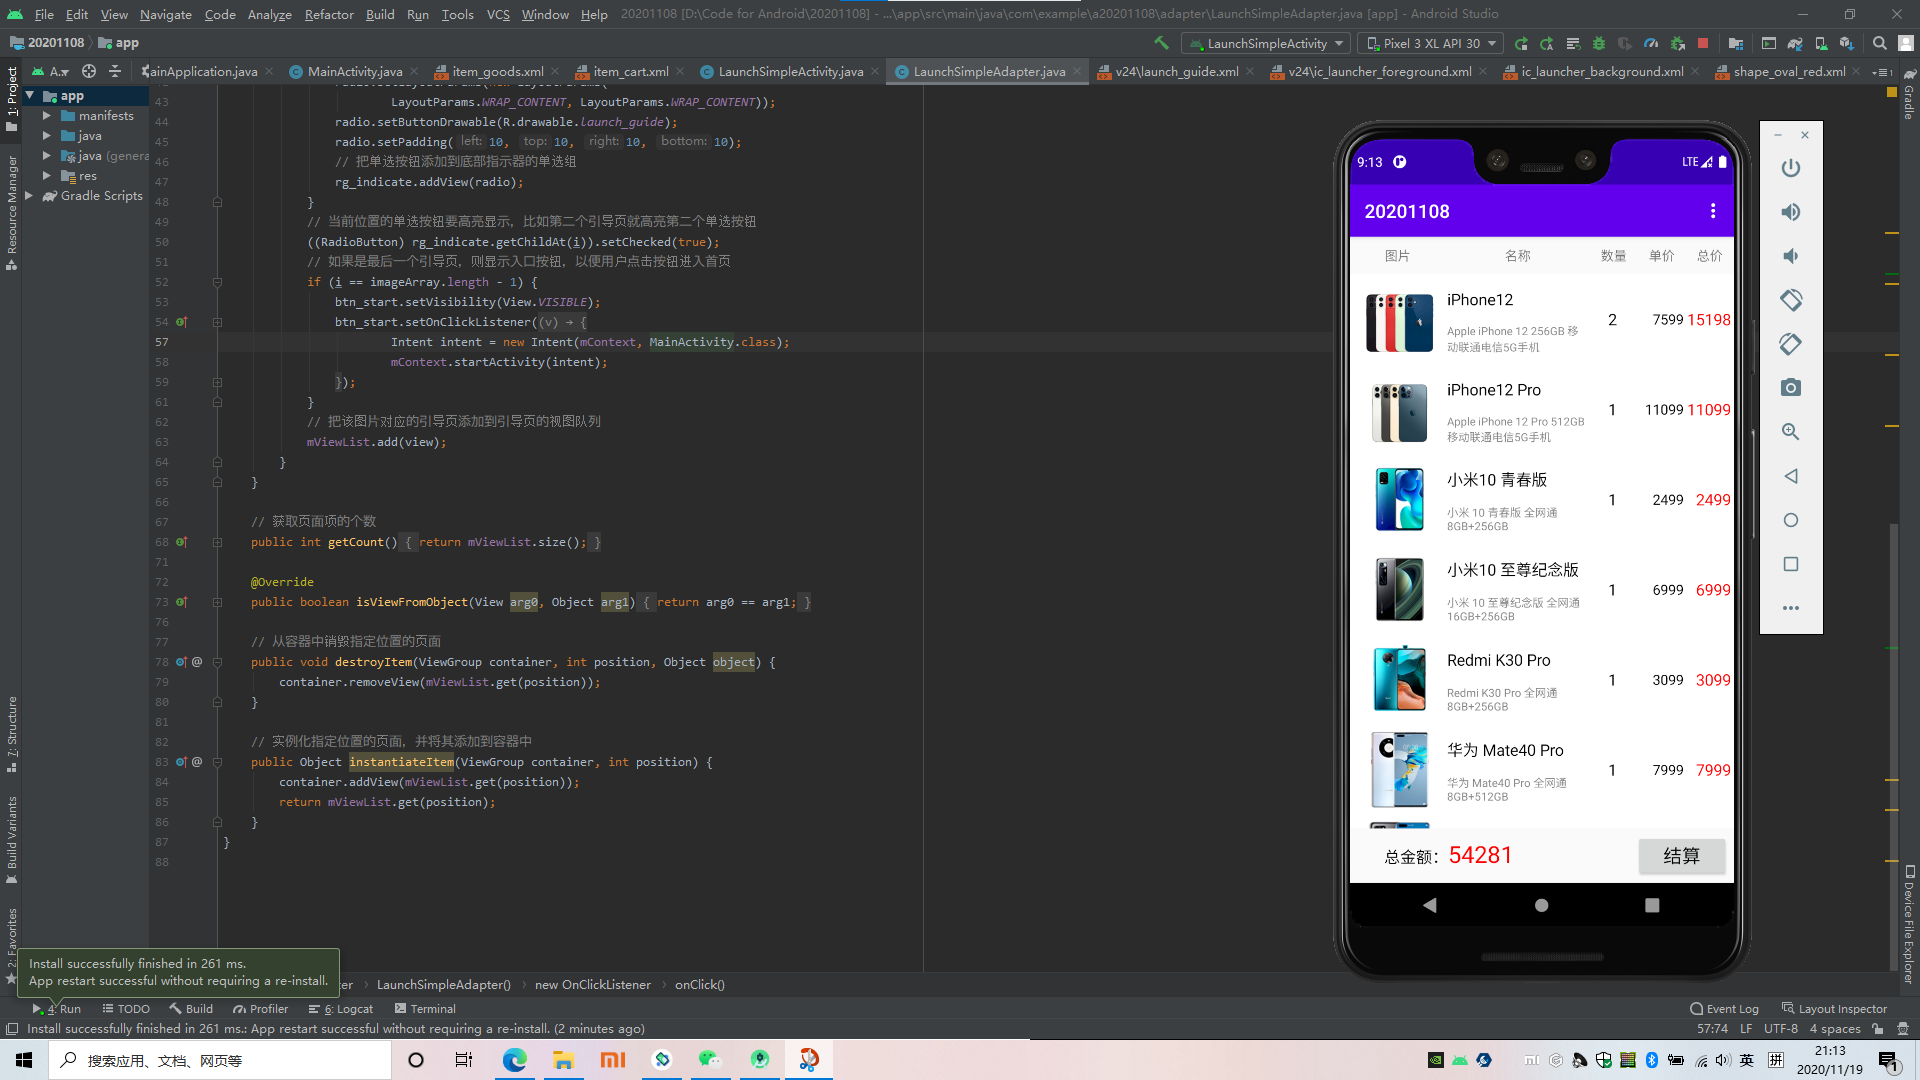 File Edit View Navigate Code Analyze Refactor Build Run Tools VCS Window Help 20201108 [D:\Code for Android\20201108] - ...\app\src\main\java\com\example\a20201108\adapter\LaunchSimpleAdapter.java [app] - Android Studio
20201108 app
LaunchSimpleActivity Pixel 3 XL API 30
A..
ainApplication.java MainActivity.java item_goods.xml item_cart.xml LaunchSimpleActivity.java LaunchSimpleAdapter.java v24\launch_guide.xml v24\ic_launcher_foreground.xml ic_launcher_background.xml shape_oval_red.xml
1: Project
Resource Manager
7: Structure
Build Variants
2: Favorites
Gradle
Device File Explorer
app
manifests
java
java (genera
res
Gradle Scripts
43 LayoutParams.WRAP_CONTENT, LayoutParams.WRAP_CONTENT));
44 radio.setButtonDrawable(R.drawable.launch_guide);
45 radio.setPadding( left: 10, top: 10, right: 10, bottom: 10);
46 // 把单选按钮添加到底部指示器的单选组
47 rg_indicate.addView(radio);
48 }
49 // 当前位置的单选按钮要高亮显示，比如第二个引导页就高亮第二个单选按钮
50 ((RadioButton) rg_indicate.getChildAt(i)).setChecked(true);
51 // 如果是最后一个引导页，则显示入口按钮，以便用户点击按钮进入首页
52 if (i == imageArray.length - 1) {
53 btn_start.setVisibility(View.VISIBLE);
54 btn_start.setOnClickListener((v) → {
57 Intent intent = new Intent(mContext, MainActivity.class);
58 mContext.startActivity(intent);
59 });
61 }
62 // 把该图片对应的引导页添加到引导页的视图队列
63 mViewList.add(view);
64 }
65 }
66
67 // 获取页面项的个数
68 public int getCount() { return mViewList.size(); }
71
72 @Override
73 public boolean isViewFromObject(View arg0, Object arg1) { return arg0 == arg1; }
76
77 // 从容器中销毁指定位置的页面
78 public void destroyItem(ViewGroup container, int position, Object object) {
79 container.removeView(mViewList.get(position));
80 }
81
82 // 实例化指定位置的页面，并将其添加到容器中
83 public Object instantiateItem(ViewGroup container, int position) {
84 container.addView(mViewList.get(position));
85 return mViewList.get(position);
86 }
87 }
88
9:13 LTE
20201108
图片 名称 数量 单价 总价
iPhone12
Apple iPhone 12 256GB 移
动联通电信5G手机
2 7599 15198
iPhone12 Pro
Apple iPhone 12 Pro 512GB
移动联通电信5G手机
1 11099 11099
小米10 青春版
小米 10 青春版 全网通
8GB+256GB
1 2499 2499
小米10 至尊纪念版
小米 10 至尊纪念版 全网通
16GB+256GB
1 6999 6999
Redmi K30 Pro
Redmi K30 Pro 全网通
8GB+256GB
1 3099 3099
华为 Mate40 Pro
华为 Mate40 Pro 全网通
8GB+512GB
1 7999 7999
总金额：54281 结算
Install successfully finished in 261 ms.
App restart successful without requiring a re-install.
ter LaunchSimpleAdapter() new OnClickListener onClick()
4: Run TODO Build Profiler 6: Logcat Terminal Event Log Layout Inspector
Install successfully finished in 261 ms.: App restart successful without requiring a re-install. (2 minutes ago) 57:74 LF UTF-8 4 spaces
搜索应用、文档、网页等
英 拼
21:13
2020/11/19
1